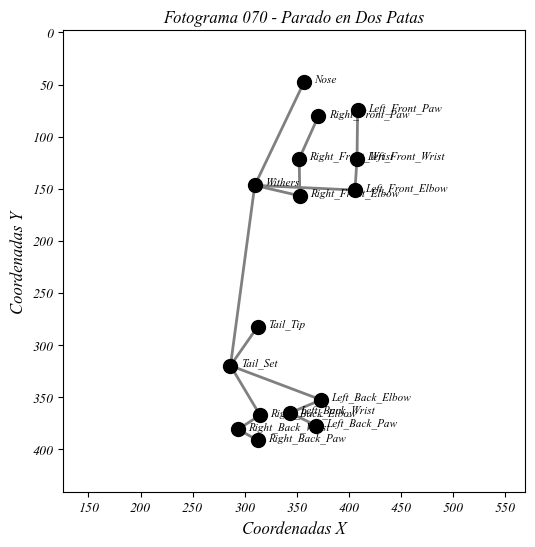 Fotograma 070 - Parado en Dos Patas
0
50
100
150
200
250
300
350
400
Coordenadas Y
Nose
Left_Front_Paw
Right_Front_Paw
Right_Front_Wrist
Left_Front_Wrist
Withers
Left_Front_Elbow
Right_Front_Elbow
Tail_Tip
Tail_Set
Left_Back_Elbow
Left_Back_Wrist
Right_Back_Elbow
Left_Back_Paw
Right_Back_Wrist
Right_Back_Paw
150 200 250 300 350 400 450 500 550
Coordenadas X